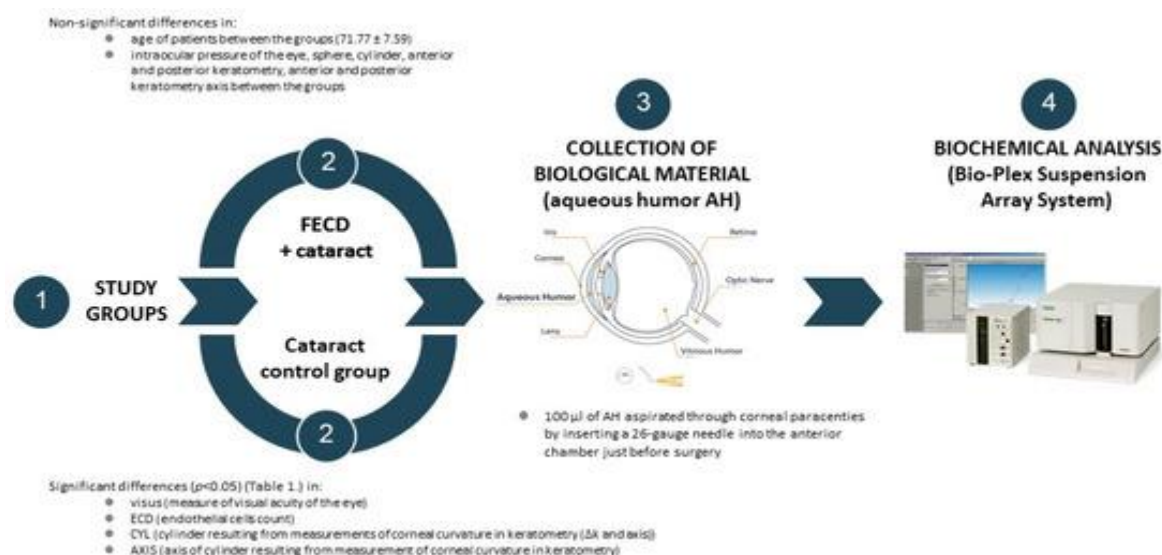 Non-significant differences in:
age of patients between the groups (71.77 ± 7.59)
intraocular pressure of the eye, sphere, cylinder, anterior
and posterior keratometry, anterior and posterior
keratometry axis between the groups
1
STUDY
GROUPS
2
FECD
+ cataract
Cataract
control group
2
3
COLLECTION OF
BIOLOGICAL MATERIAL
(aqueous humor AH)
Iris
Cornea
Aqueous Humor
Lens
Retina
Optic Nerve
Vitreous Humor
100 µl of AH aspirated through corneal paracenties
by inserting a 26-gauge needle into the anterior
chamber just before surgery
4
BIOCHEMICAL ANALYSIS
(Bio-Plex Suspension
Array System)
Significant differences (p<0.05) (Table 1.) in:
visus (measure of visual acuity of the eye)
ECD (endothelial cells count)
CYL (cylinder resulting from measurements of corneal curvature in keratometry (Δk and axis))
AXIS (axis of cylinder resulting from measurement of corneal curvature in keratometry)